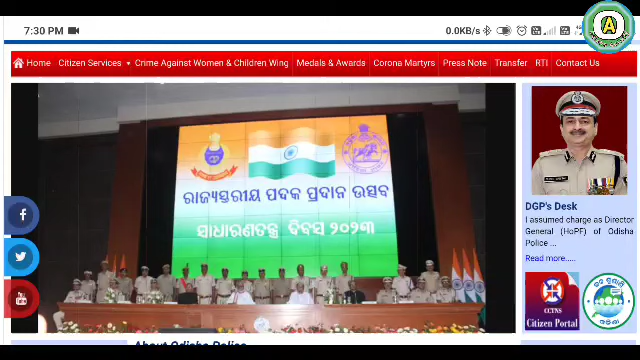 7:30 PM
0.0KB/s
Home Citizen Services Crime Against Women & Children Wing Medals & Awards Corona Martyrs Press Note Transfer RTI Contact Us
ରାଜ୍ୟସ୍ତରୀୟ ପଦକ ପ୍ରଦାନ ଉତ୍ସବ
ସାଧାରଣତନ୍ତ୍ର ଦିବସ ୨୦୨୩
DGP's Desk
I assumed charge as Director
General (HoPF) of Odisha
Police ...
Read more.....
CCTNS
Citizen Portal
About Odisha Police